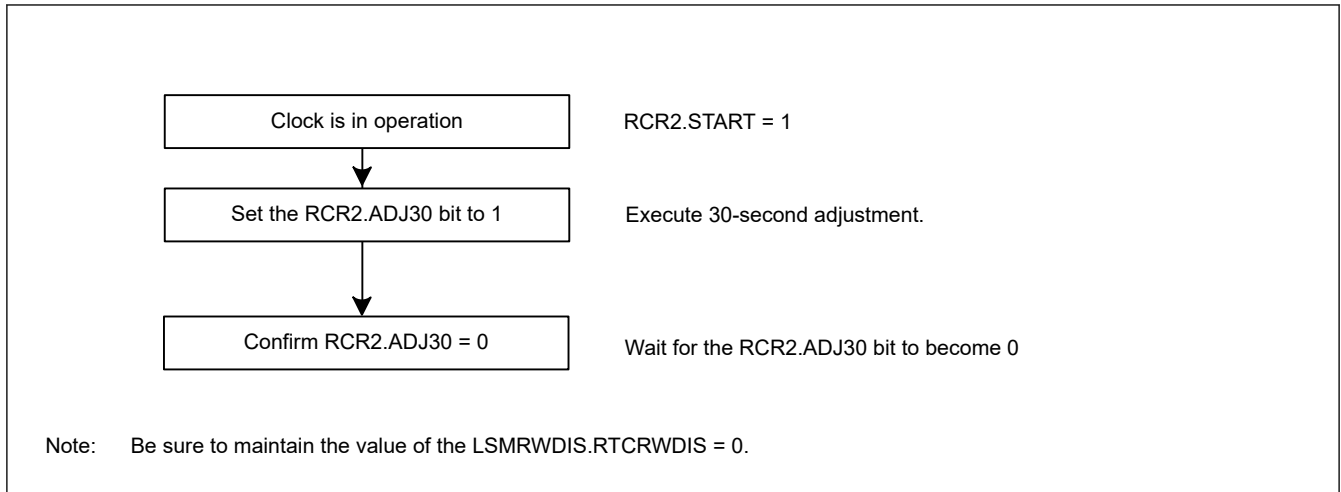 Clock is in operation
RCR2.START = 1
Set the RCR2.ADJ30 bit to 1
Execute 30-second adjustment.
Confirm RCR2.ADJ30 = 0
Wait for the RCR2.ADJ30 bit to become 0
Note: Be sure to maintain the value of the LSMRWDIS.RTCRWDIS = 0.